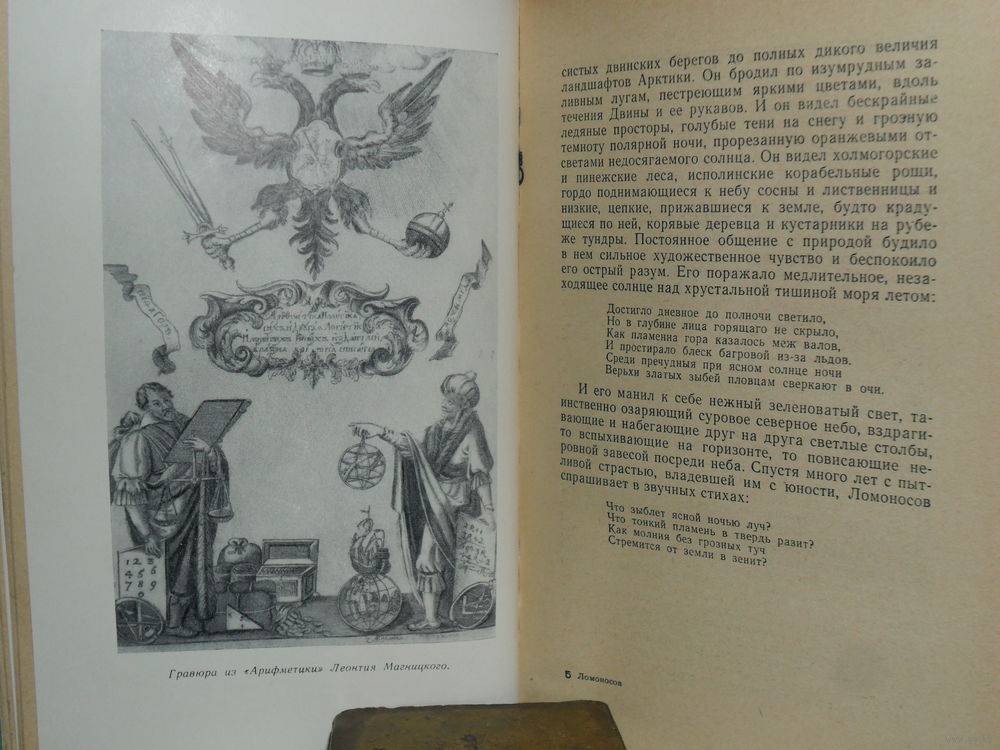 12 3
4 5 6
7 8 9
0
Гравюра из «Арифметики» Леонтия Магницкого.
систых двинских берегов до полных дикого величия
ландшафтов Арктики. Он бродил по изумрудным за-
ливным лугам, пестреющим яркими цветами, вдоль
течения Двины и ее рукавов. И он видел бескрайные
ледяные просторы, голубые тени на снегу и грозную
темноту полярной ночи, прорезанную оранжевыми от-
светами недосягаемого солнца. Он видел холмогорские
и пинежские леса, исполинские корабельные рощи,
гордо поднимающиеся к небу сосны и лиственницы и
низкие, цепкие, прижавшиеся к земле, будто краду-
щиеся по ней, корявые деревца и кустарники на рубе-
же тундры. Постоянное общение с природой будило
в нем сильное художественное чувство и беспокоило
его острый разум. Его поражало медлительное, неза-
ходящее солнце над хрустальной тишиной моря летом:
Достигло дневное до полночи светило,
Но в глубине лица горящего не скрыло,
Как пламенна гора казалось меж валов,
И простирало блеск багровой из-за льдов.
Среди пречудныя при ясном солнце ночи
Верьхи златых зыбей пловцам сверкают в очи.
И его манил к себе нежный зеленоватый свет, та-
инственно озаряющий суровое северное небо, вздраги-
вающие и набегающие друг на друга светлые столбы,
то вспыхивающие на горизонте, то повисающие не-
ровной завесой посреди неба. Спустя много лет с пыт-
ливой страстью, владевшей им с юности, Ломоносов
спрашивает в звучных стихах:
Что зыблет ясной ночью луч?
Что тонкий пламень в твердь разит?
Как молния без грозных туч
Стремится от земли в зенит?
5 Ломоносов